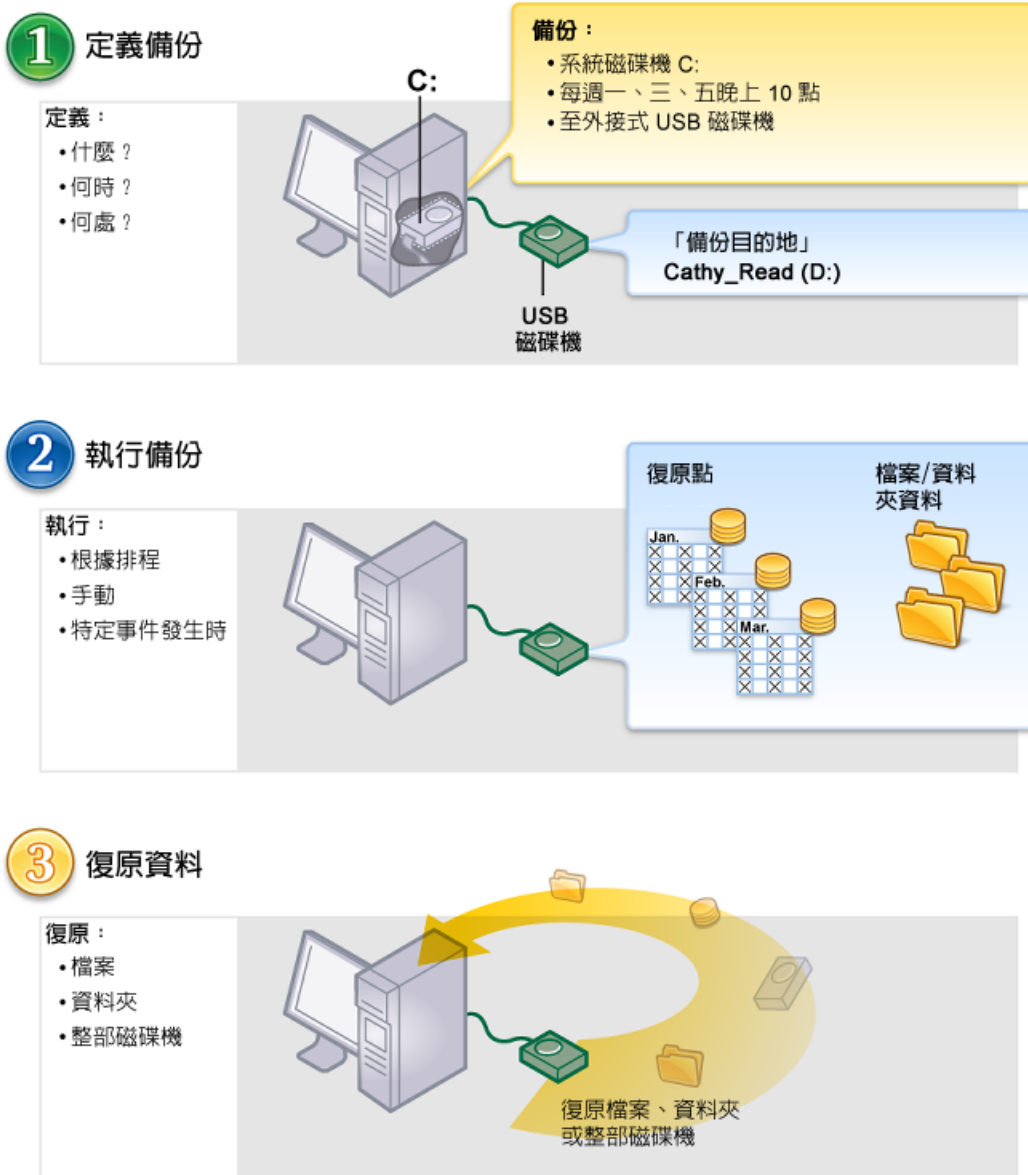 1 定義備份
定義：
•什麼？
•何時？
•何處？
C:
備份：
•系統磁碟機 C:
•每週一、三、五晚上 10 點
•至外接式 USB 磁碟機
「備份目的地」
Cathy_Read (D:)
USB
磁碟機
2 執行備份
執行：
•根據排程
•手動
•特定事件發生時
復原點
Jan.
Feb.
Mar.
檔案/資料
夾資料
3 復原資料
復原：
•檔案
•資料夾
•整部磁碟機
復原檔案、資料夾
或整部磁碟機